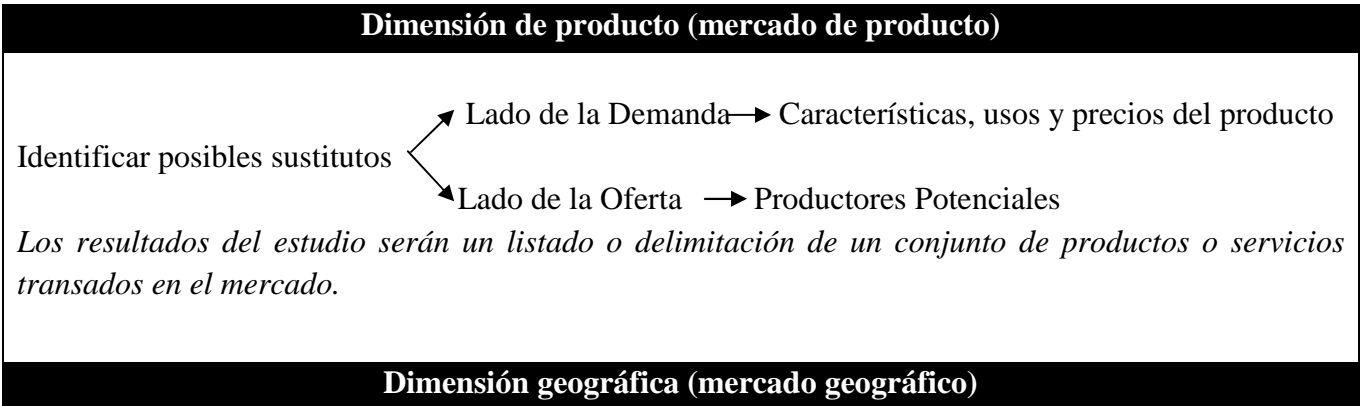 Dimensión de producto (mercado de producto)
Lado de la Demanda Características, usos y precios del producto
Identificar posibles sustitutos
Lado de la Oferta Productores Potenciales
Los resultados del estudio serán un listado o delimitación de un conjunto de productos o servicios
transados en el mercado.
Dimensión geográfica (mercado geográfico)